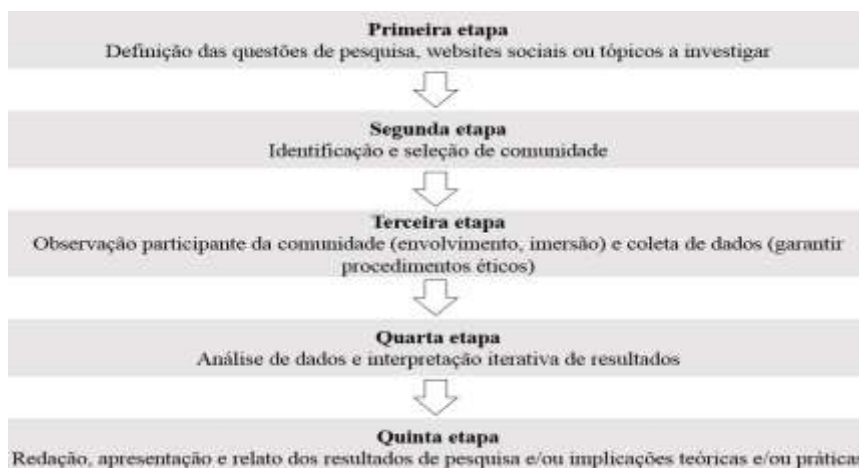 Primeira etapa
Definição das questões de pesquisa, websites sociais ou tópicos a investigar
Segunda etapa
Identificação e seleção de comunidade
Terceira etapa
Observação participante da comunidade (envolvimento, imersão) e coleta de dados (garantir
procedimentos éticos)
Quarta etapa
Análise de dados e interpretação iterativa de resultados
Quinta etapa
Redação, apresentação e relato dos resultados de pesquisa e/ou implicações teóricas e/ou práticas